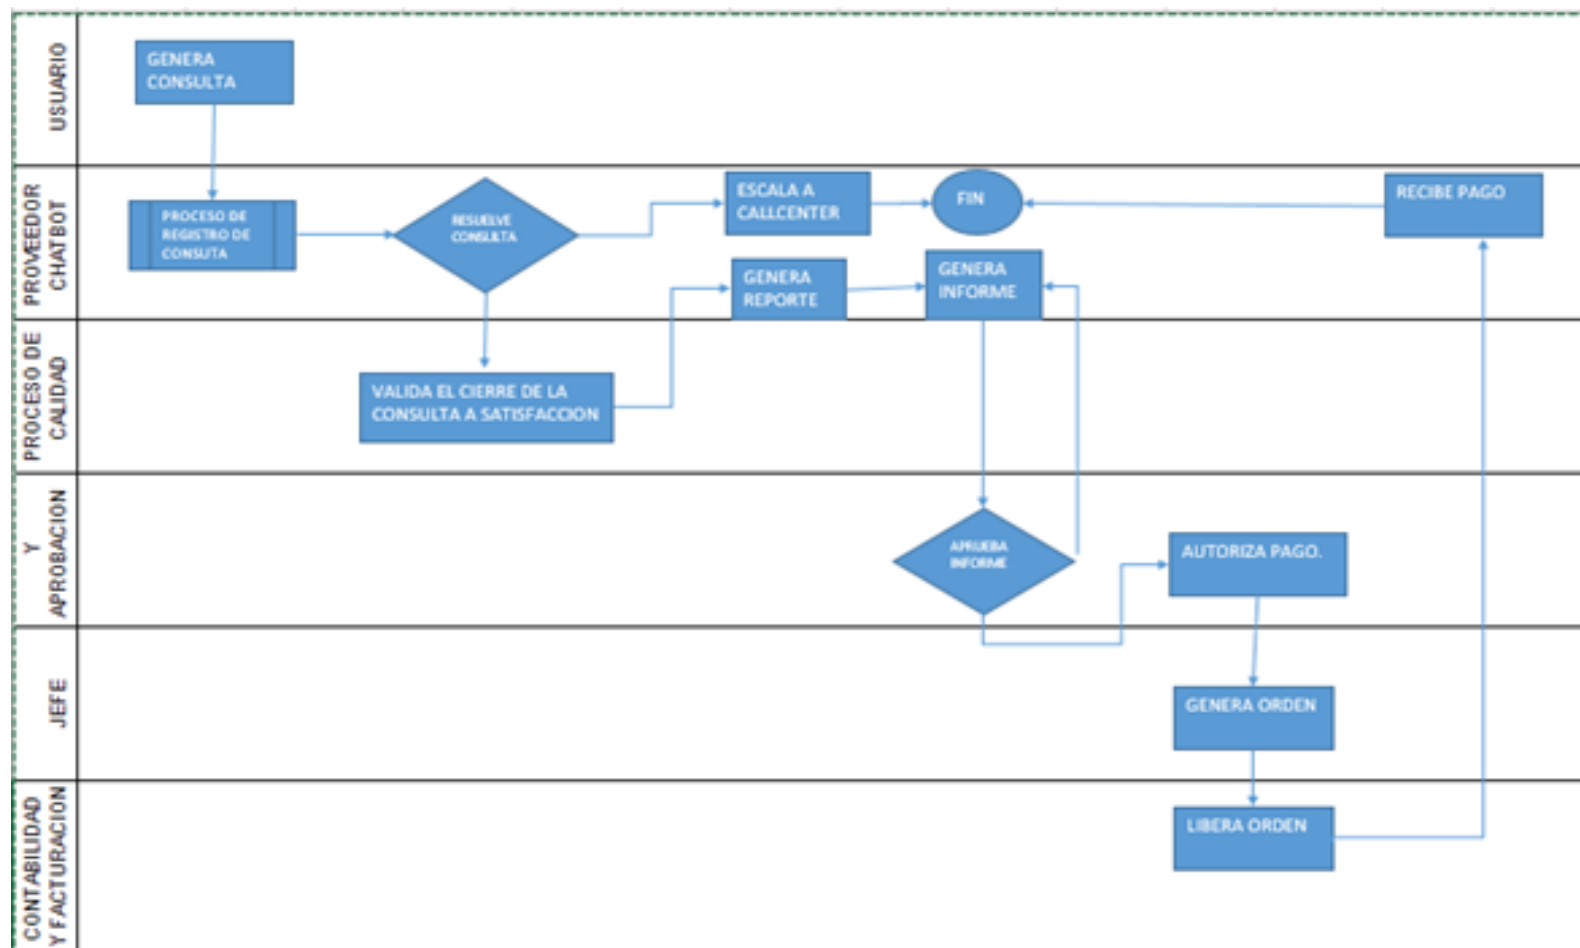 USUARIO
GENERA
CONSULTA
PROVEEDOR
CHATBOT
PROCESO DE
REGISTRO DE
CONSUTA
RESUELVE
CONSULTA
ESCALA A
CALLCENTER
FIN
RECIBE PAGO
GENERA
REPORTE
GENERA
INFORME
PROCESO DE
CALIDAD
VALIDA EL CIERRE DE LA
CONSULTA A SATISFACCION
Y
APROBACION
APRUEBA
INFORME
AUTORIZA PAGO.
JEFE
GENERA ORDEN
CONTABILIDAD
Y FACTURACION
LIBERA ORDEN